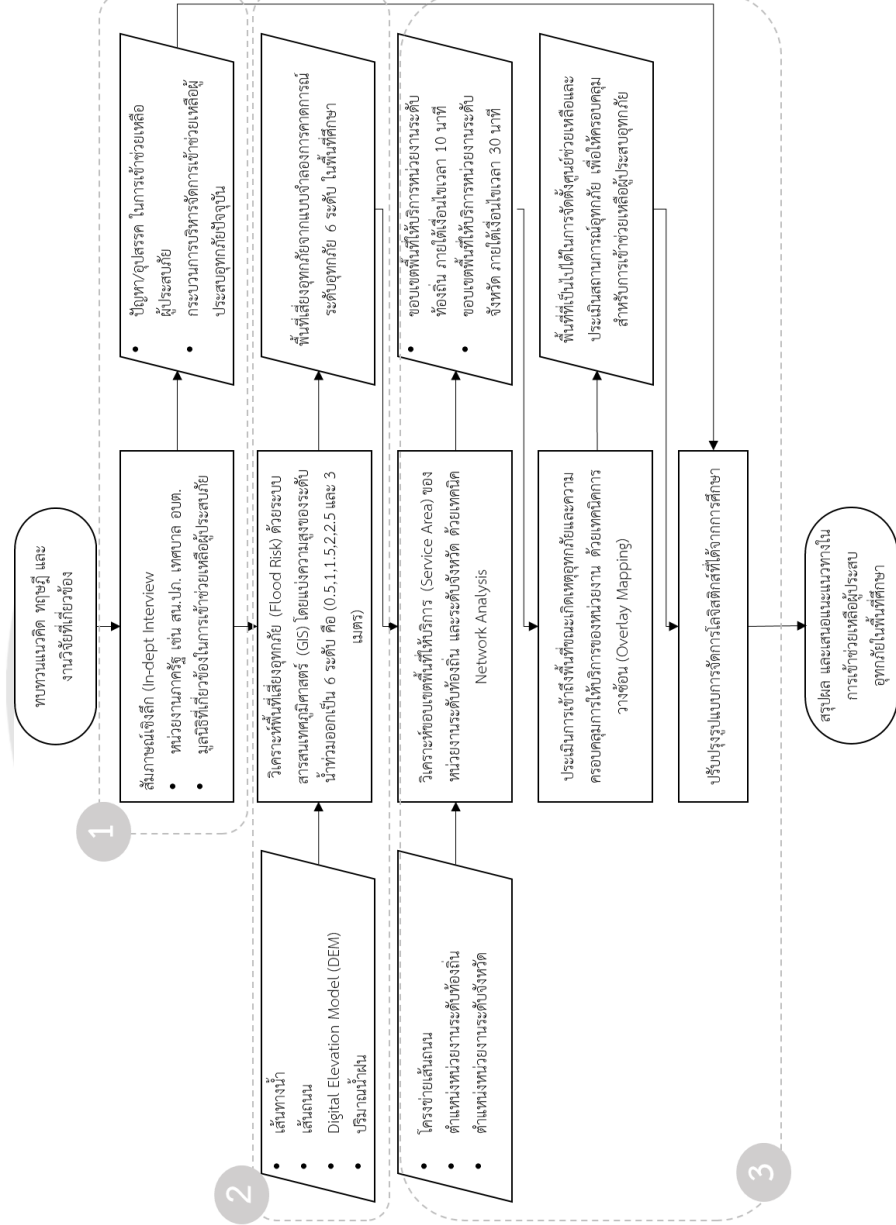 ทบทวนแนวคิด ทฤษฎี และ
งานวิจัยที่เกี่ยวข้อง
1
สัมภาษณ์เชิงลึก (In-dept Interview)
• หน่วยงานภาครัฐ เช่น สน.ปภ. เทศบาล อบต.
• มูลนิธิที่เกี่ยวข้องในการเข้าช่วยเหลือผู้ประสบภัย
• ปัญหา/อุปสรรค ในการเข้าช่วยเหลือ
ผู้ประสบภัย
• กระบวนการบริหารจัดการเข้าช่วยเหลือผู้
ประสบอุทกภัยปัจจุบัน
2
• เส้นทางน้ำ
• เส้นถนน
• Digital Elevation Model (DEM)
• ปริมาณน้ำฝน
วิเคราะห์พื้นที่เสี่ยงอุทกภัย (Flood Risk) ด้วยระบบ
สารสนเทศภูมิศาสตร์ (GIS) โดยแบ่งความสูงของระดับ
น้ำท่วมออกเป็น 6 ระดับ คือ (0.5,1,1.5,2,2.5 และ 3
เมตร)
พื้นที่เสี่ยงอุทกภัยจากแบบจำลองการคาดการณ์
ระดับอุทกภัย 6 ระดับ ในพื้นที่ศึกษา
• โครงข่ายเส้นถนน
• ตำแหน่งหน่วยงานระดับท้องถิ่น
• ตำแหน่งหน่วยงานระดับจังหวัด
วิเคราะห์ขอบเขตพื้นที่ให้บริการ (Service Area) ของ
หน่วยงานระดับท้องถิ่น และระดับจังหวัด ด้วยเทคนิค
Network Analysis
• ขอบเขตพื้นที่ให้บริการหน่วยงานระดับ
ท้องถิ่น ภายใต้เงื่อนไขเวลา 10 นาที
• ขอบเขตพื้นที่ให้บริการหน่วยงานระดับ
จังหวัด ภายใต้เงื่อนไขเวลา 30 นาที
ประเมินการเข้าถึงพื้นที่ขณะเกิดเหตุอุทกภัยและความ
ครอบคลุมการให้บริการของหน่วยงาน ด้วยเทคนิคการ
วางซ้อน (Overlay Mapping)
พื้นที่ที่เป็นไปได้ในการจัดตั้งศูนย์ช่วยเหลือและ
ประเมินสถานการณ์อุทกภัย เพื่อให้ครอบคลุม
สำหรับการเข้าช่วยเหลือผู้ประสบอุทกภัย
ปรับปรุงรูปแบบการจัดการโลจิสติกส์ที่ได้จากการศึกษา
3
สรุปผล และเสนอแนะแนวทางใน
การเข้าช่วยเหลือผู้ประสบ
อุทกภัยในพื้นที่ศึกษา